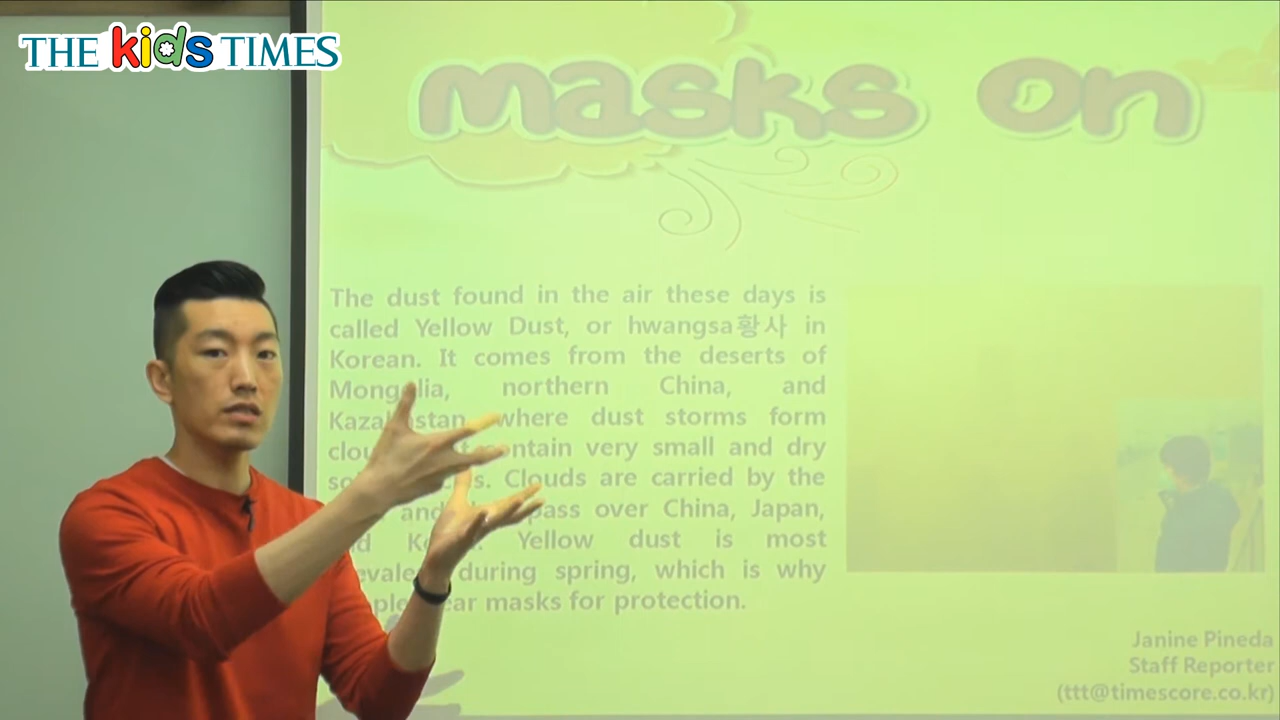 THE kids TIMES
masks on
The dust found in the air these days is
called Yellow Dust, or hwangsa황사 in
Korean. It comes from the deserts of
Mongolia, northern China, and
Kazakhstan, where dust storms form
contain very small and dry
Clouds are carried by the
and pass over China, Japan,
Yellow dust is most
during spring, which is why
masks for protection.
Janine Pineda
Staff Reporter
(ttt@timescore.co.kr)